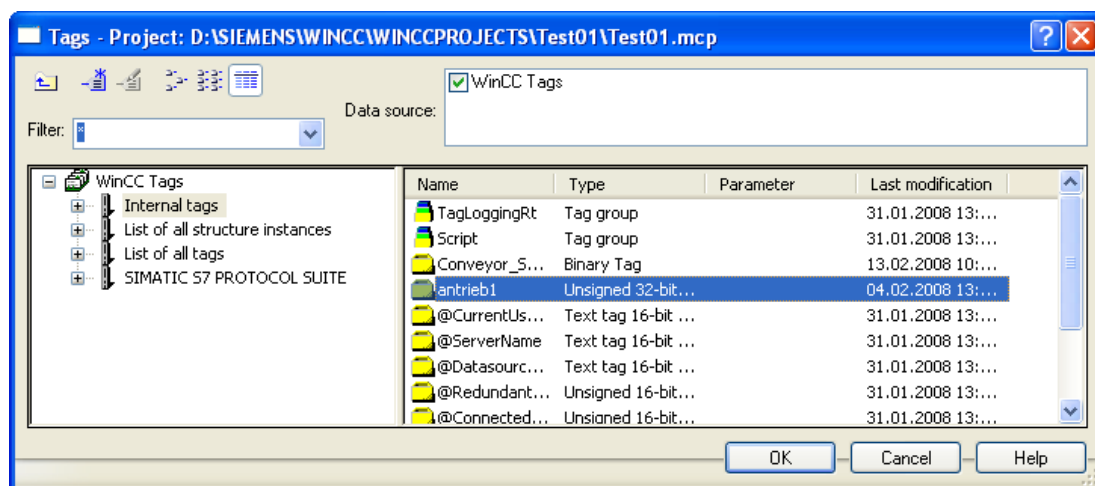 Tags - Project: D:\SIEMENS\WINCC\WINCCPROJECTS\Test01\Test01.mcp
WinCC Tags
Data source:
Filter: *
WinCC Tags
Internal tags
List of all structure instances
List of all tags
SIMATIC S7 PROTOCOL SUITE
Name Type Parameter Last modification
TagLoggingRt Tag group 31.01.2008 13:...
Script Tag group 31.01.2008 13:...
Conveyor_S... Binary Tag 13.02.2008 10:...
antrieb1 Unsigned 32-bit... 04.02.2008 13:...
@CurrentUs... Text tag 16-bit ... 31.01.2008 13:...
@ServerName Text tag 16-bit ... 31.01.2008 13:...
@Datasourc... Text tag 16-bit ... 31.01.2008 13:...
@Redundant... Unsigned 16-bit... 31.01.2008 13:...
@Connected... Unsigned 16-bit... 31.01.2008 13:...
OK Cancel Help